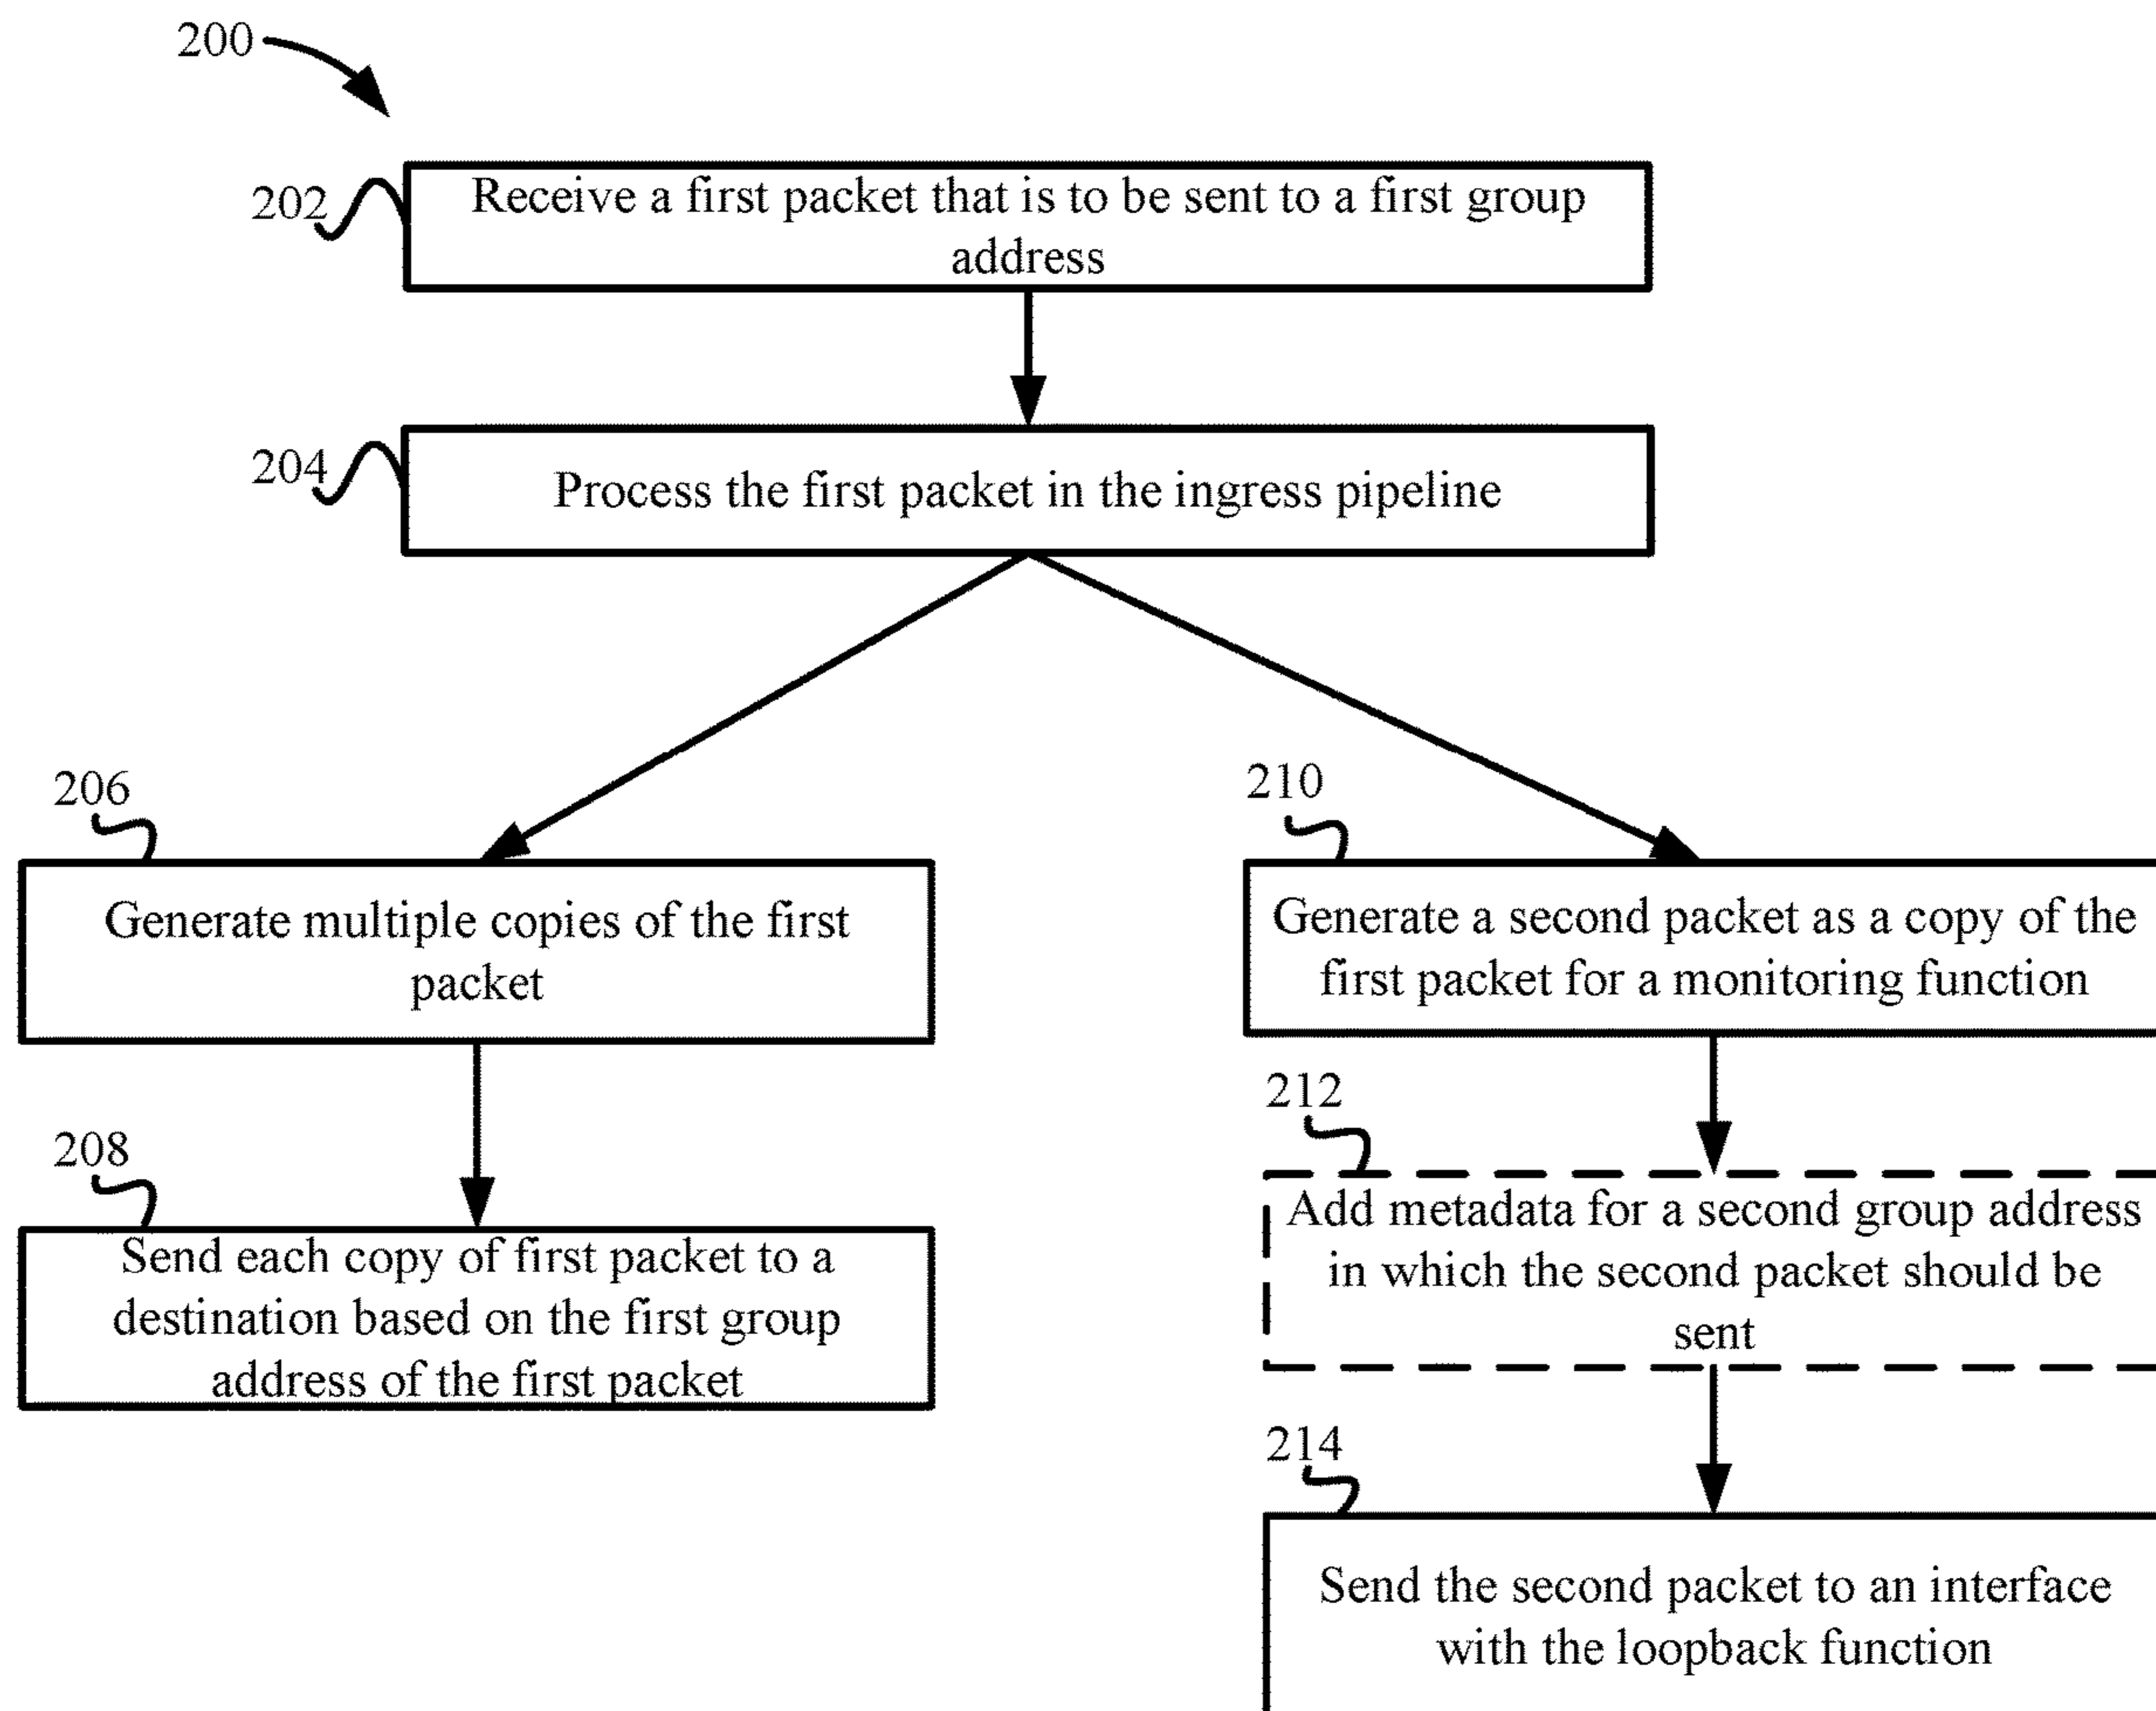 200
202
Receive a first packet that is to be sent to a first group
address
204
Process the first packet in the ingress pipeline
206
Generate multiple copies of the first
packet
208
Send each copy of first packet to a
destination based on the first group
address of the first packet
210
Generate a second packet as a copy of the
first packet for a monitoring function
212
Add metadata for a second group address
in which the second packet should be
sent
214
Send the second packet to an interface
with the loopback function